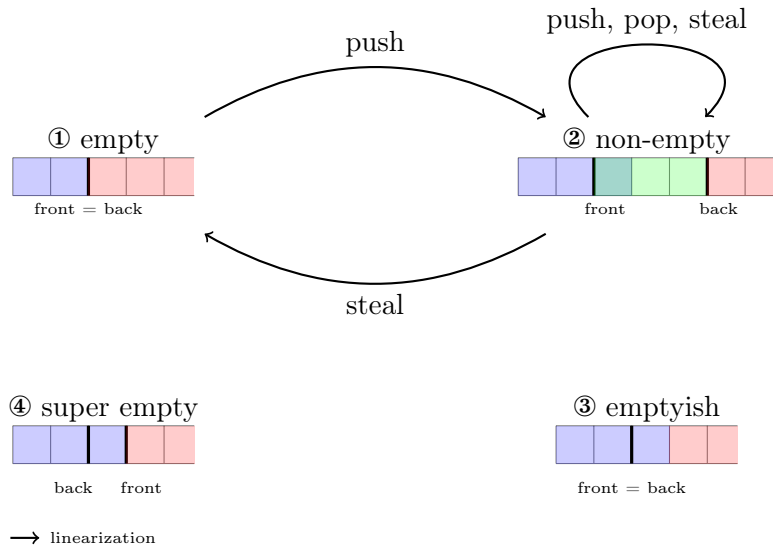 push, pop, steal
push
① empty
② non-empty
front = back
front
back
steal
④ super empty
③ emptyish
back
front
front = back
linearization